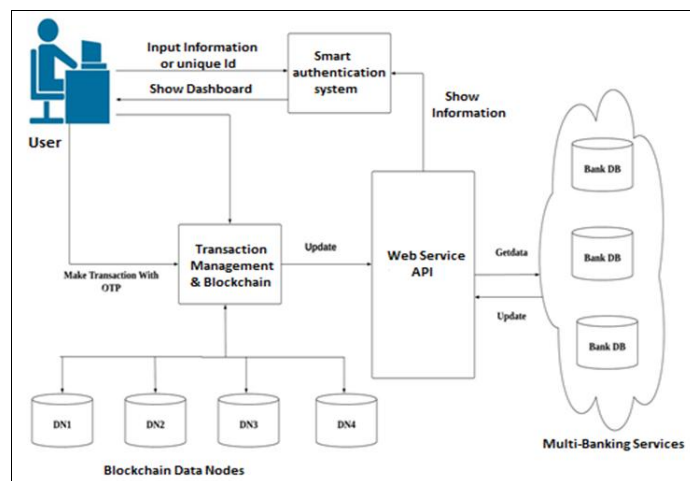 Input Information
or unique Id
Smart
authentication
system
Show Dashboard
User
Show
Information
Bank DB
Bank DB
Bank DB
Transaction
Management
& Blockchain
Update
Web Service
API
Getdata
Update
Make Transaction With
OTP
DN1
DN2
DN3
DN4
Blockchain Data Nodes
Multi-Banking Services